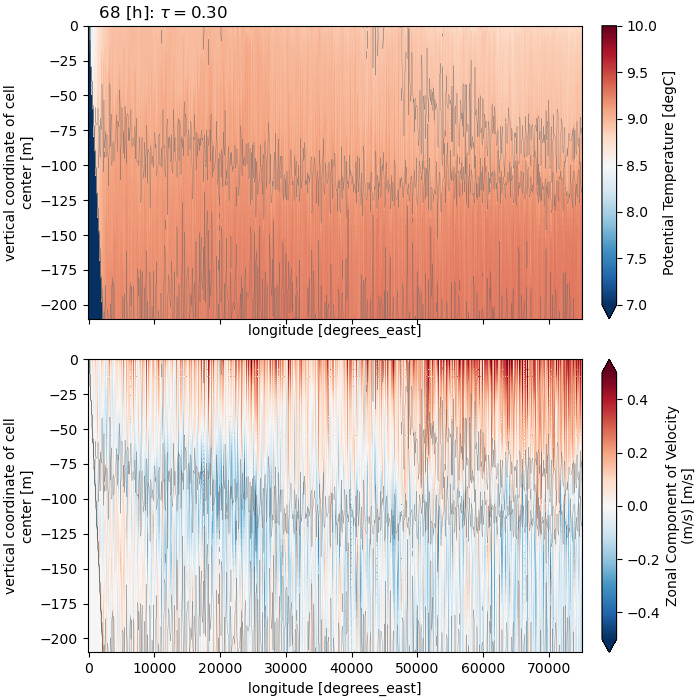 68 [h]: τ = 0.30
0
−25
−50
−75
−100
−125
−150
−175
−200
vertical coordinate of cell
center [m]
longitude [degrees_east]
10.0
9.5
9.0
8.5
8.0
7.5
7.0
Potential Temperature [degC]
0
−25
−50
−75
−100
−125
−150
−175
−200
vertical coordinate of cell
center [m]
0 10000 20000 30000 40000 50000 60000 70000
longitude [degrees_east]
0.4
0.2
0.0
−0.2
−0.4
Zonal Component of Velocity
(m/s) [m/s]